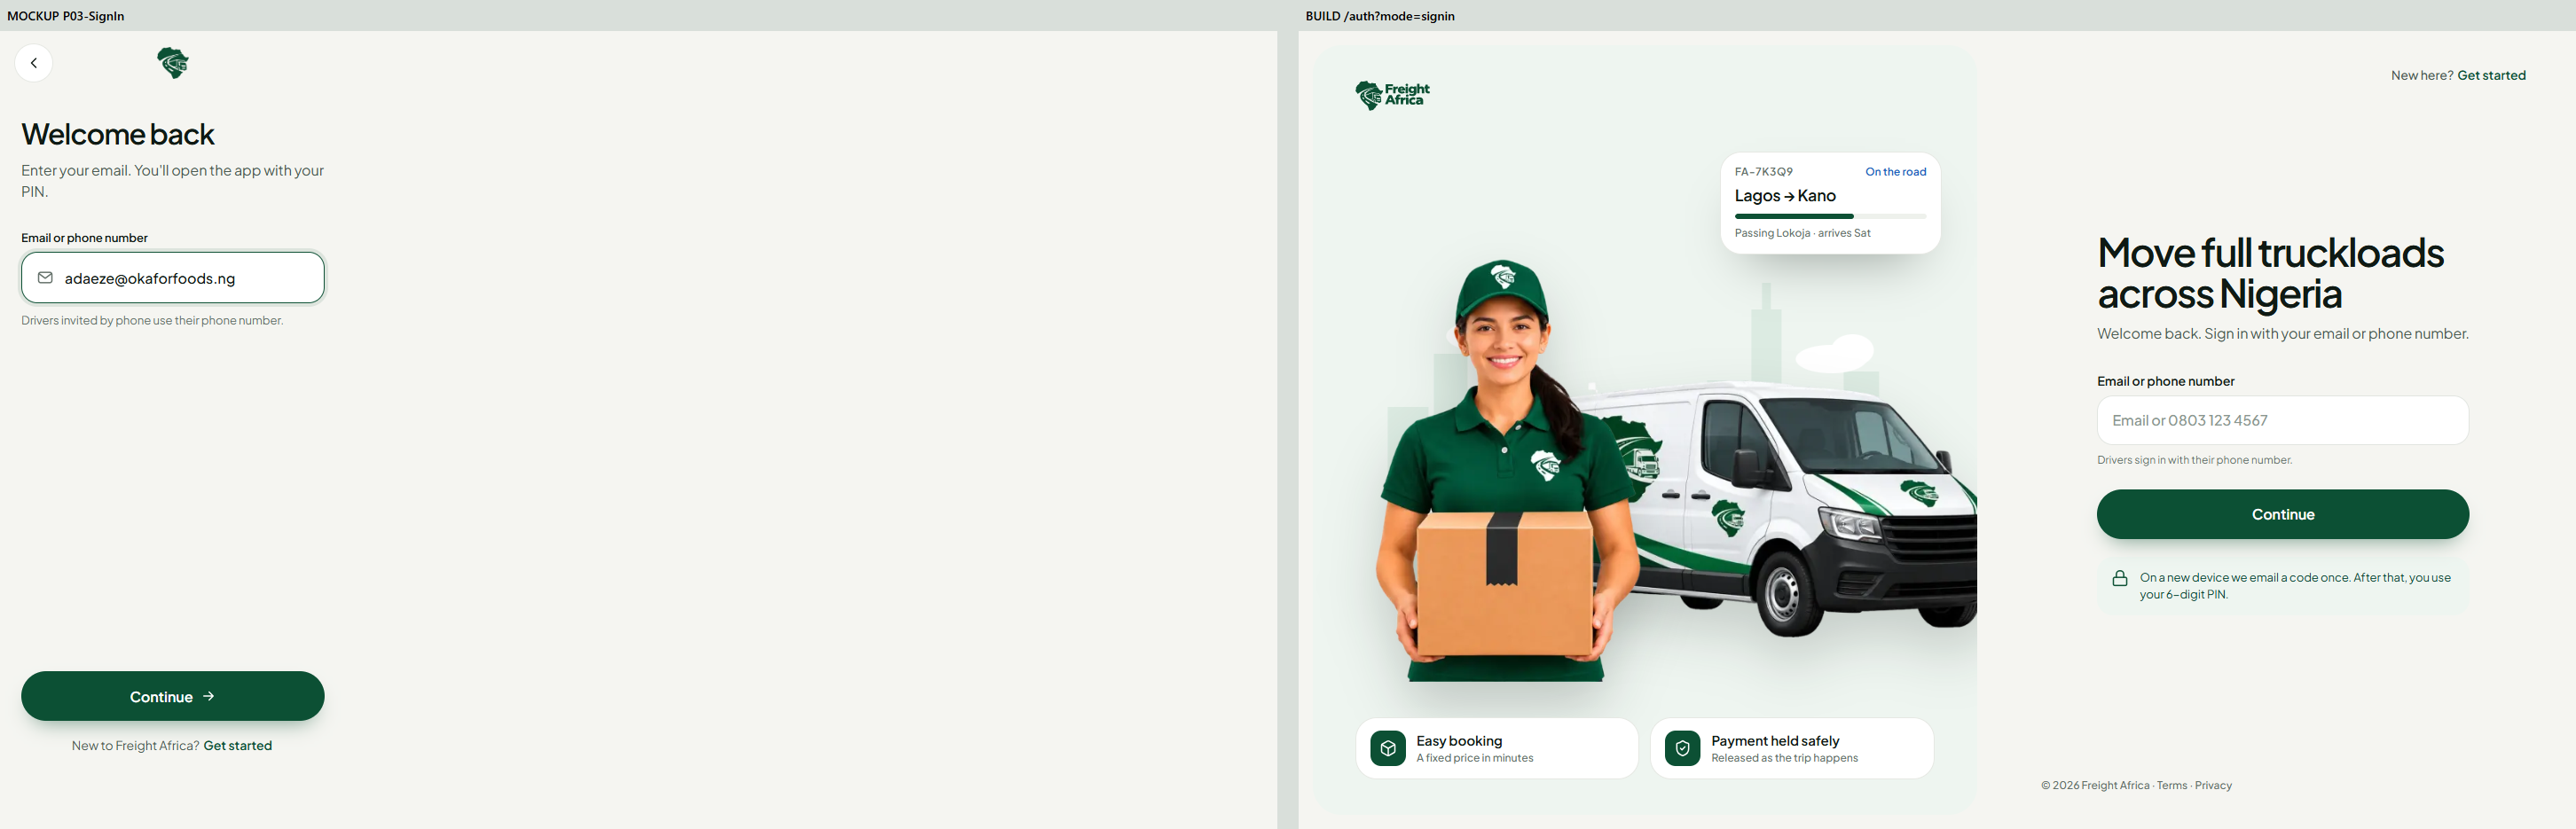 MOCKUP P03-SignIn
Welcome back
Enter your email. You'll open the app with your
PIN.
Email or phone number
adaeze@okaforfoods.ng
Drivers invited by phone use their phone number.
Continue →
New to Freight Africa? Get started
BUILD /auth?mode=signin
Freight
Africa
FA-7K3Q9 On the road
Lagos → Kano
Passing Lokoja · arrives Sat
Easy booking
A fixed price in minutes
Payment held safely
Released as the trip happens
New here? Get started
Move full truckloads
across Nigeria
Welcome back. Sign in with your email or phone number.
Email or phone number
Email or 0803 123 4567
Drivers sign in with their phone number.
Continue
On a new device we email a code once. After that, you use
your 6-digit PIN.
© 2026 Freight Africa · Terms · Privacy